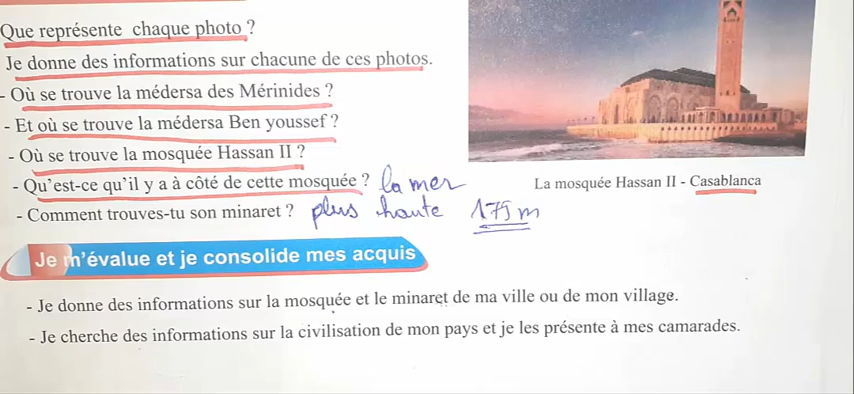 Que représente chaque photo ?
Je donne des informations sur chacune de ces photos.
- Où se trouve la médersa des Mérinides ?
- Et où se trouve la médersa Ben youssef ?
- Où se trouve la mosquée Hassan II ?
- Qu'est-ce qu'il y a à côté de cette mosquée ? la mer
La mosquée Hassan II - Casablanca
- Comment trouves-tu son minaret ? plus haute 175 m
Je m'évalue et je consolide mes acquis
- Je donne des informations sur la mosquée et le minaret de ma ville ou de mon village.
- Je cherche des informations sur la civilisation de mon pays et je les présente à mes camarades.